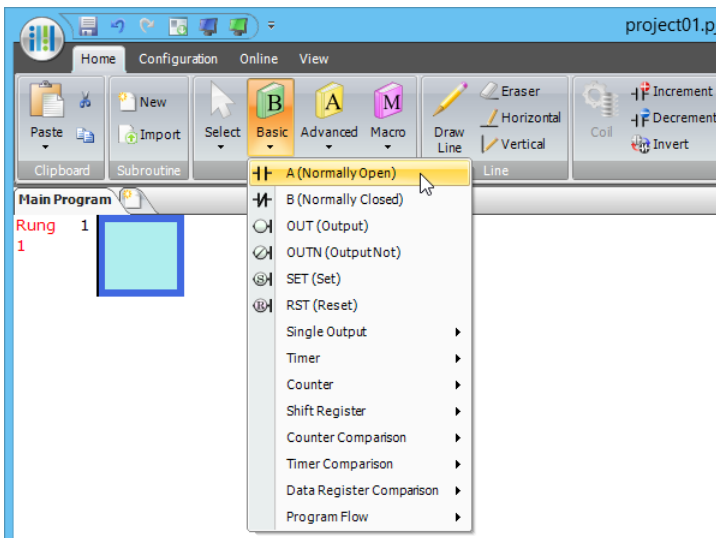 project01.pj
Home Configuration Online View
Paste
New
Import
Select
Basic
Advanced
Macro
Draw
Line
Eraser
Horizontal
Vertical
Coil
Increment
Decrement
Invert
Clipboard
Subroutine
Line
Main Program
Rung 1
1
A (Normally Open)
B (Normally Closed)
OUT (Output)
OUTN (Output Not)
SET (Set)
RST (Reset)
Single Output
Timer
Counter
Shift Register
Counter Comparison
Timer Comparison
Data Register Comparison
Program Flow